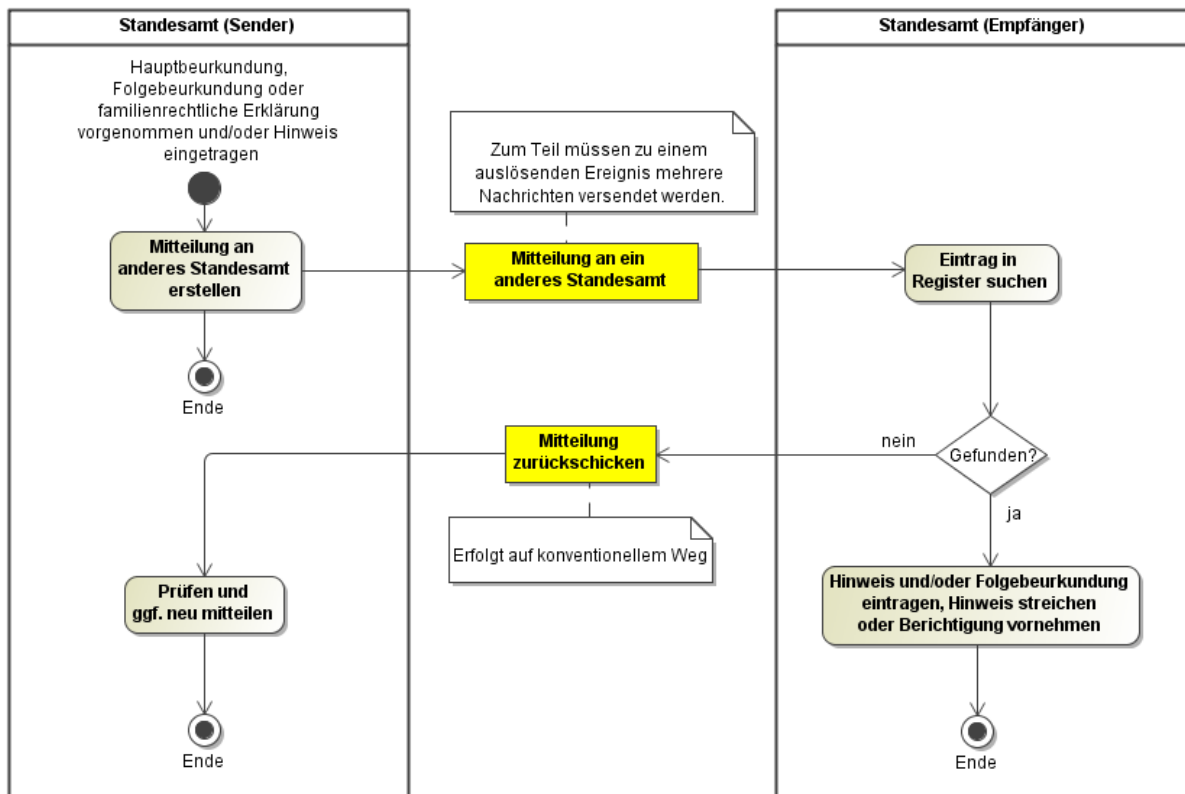 Standesamt (Sender)
Standesamt (Empfänger)
Hauptbeurkundung,
Folgebeurkundung oder
familienrechtliche Erklärung
vorgenommen und/oder Hinweis
eingetragen
Zum Teil müssen zu einem
auslösenden Ereignis mehrere
Nachrichten versendet werden.
Mitteilung an
anderes Standesamt
erstellen
Mitteilung an ein
anderes Standesamt
Eintrag in
Register suchen
Ende
Gefunden?
nein
ja
Mitteilung
zurückschicken
Erfolgt auf konventionellem Weg
Prüfen und
ggf. neu mitteilen
Hinweis und/oder Folgebeurkundung
eintragen, Hinweis streichen
oder Berichtigung vornehmen
Ende
Ende